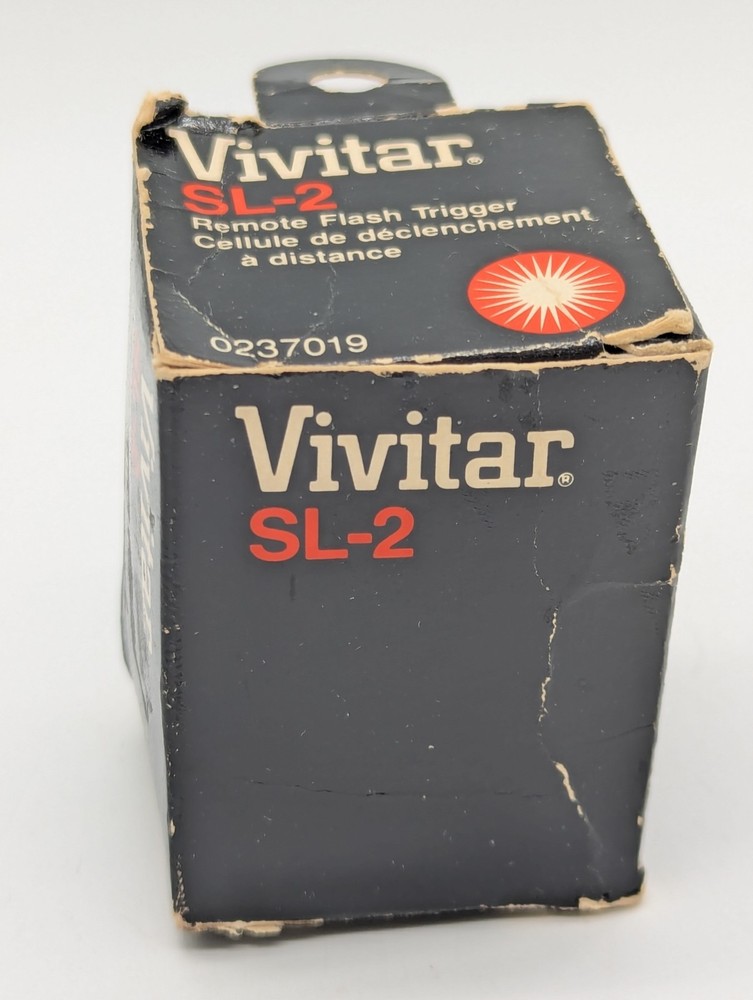 Vivitar®
SL-2
Remote Flash Trigger
Cellule de déclenchement
à distance
0237019
Vivitar®
SL-2